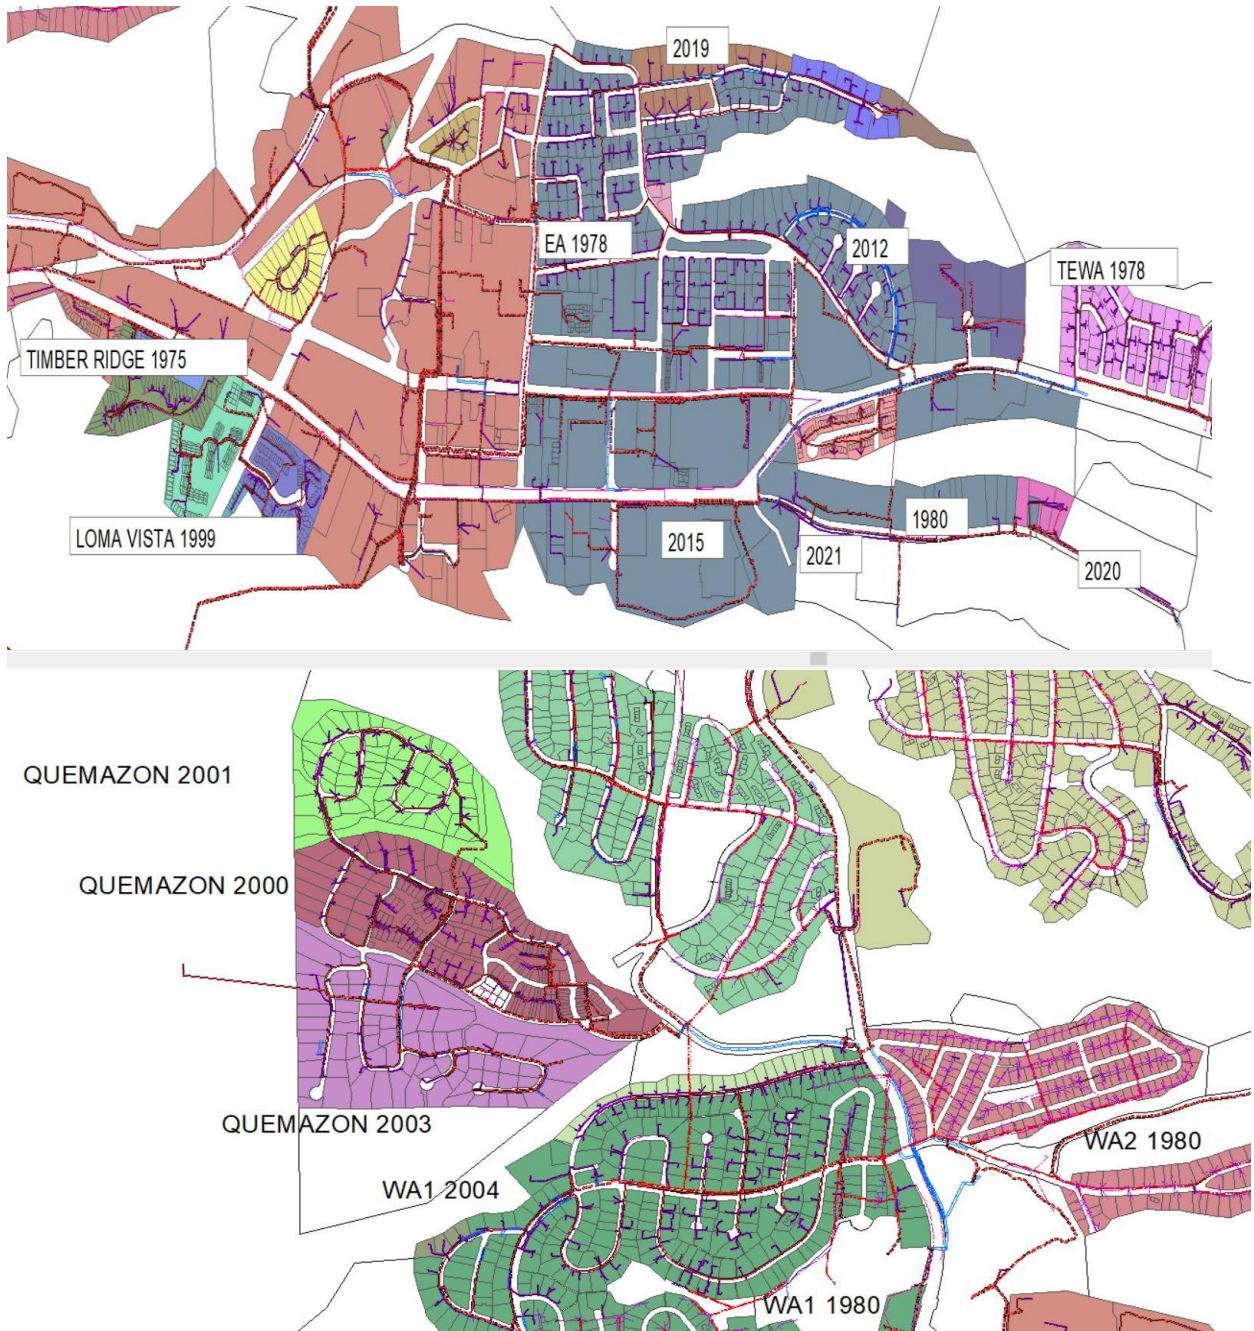 2019
EA 1978
2012
TEWA 1978
TIMBER RIDGE 1975
LOMA VISTA 1999
2015
1980
2021
2020
QUEMAZON 2001
QUEMAZON 2000
QUEMAZON 2003
WA2 1980
WA1 2004
WA1 1980